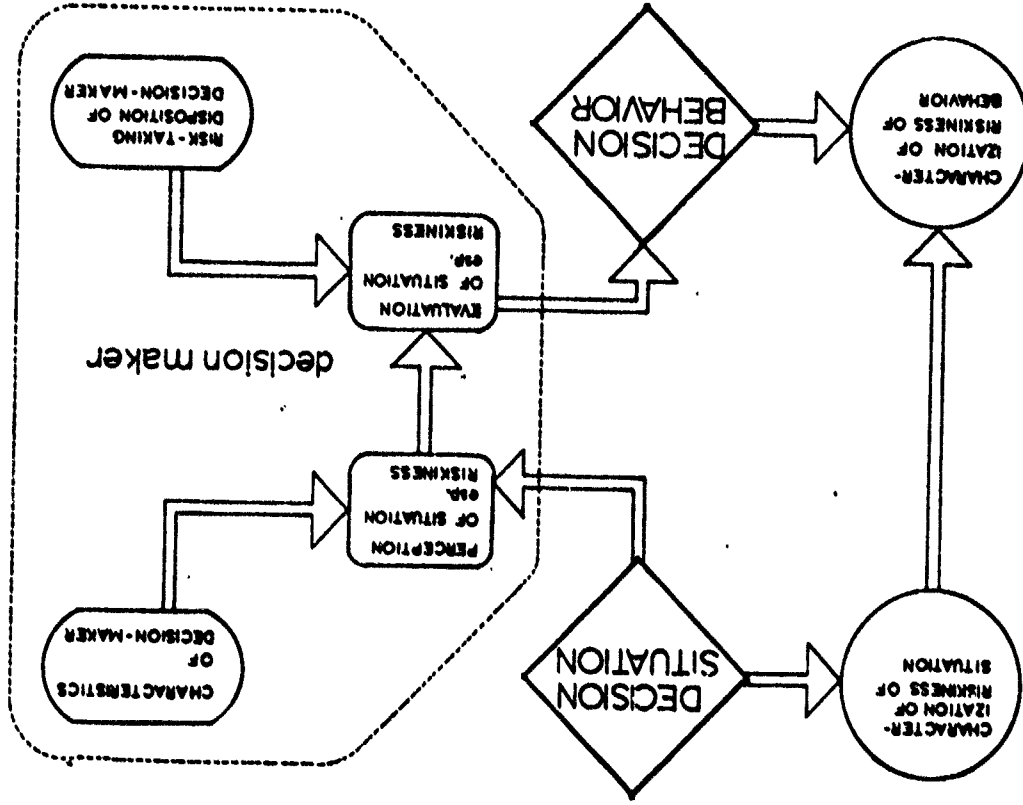 CHARACTER-
IZATION OF
RISKINESS OF
SITUATION
DECISION
SITUATION
CHARACTERISTICS
OF
DECISION-MAKER
PERCEPTION
OF SITUATION
esp.
RISKINESS
decision maker
EVALUATION
OF SITUATION
esp.
RISKINESS
RISK-TAKING
DISPOSITION OF
DECISION-MAKER
DECISION
BEHAVIOR
CHARACTER-
IZATION OF
RISKINESS OF
BEHAVIOR